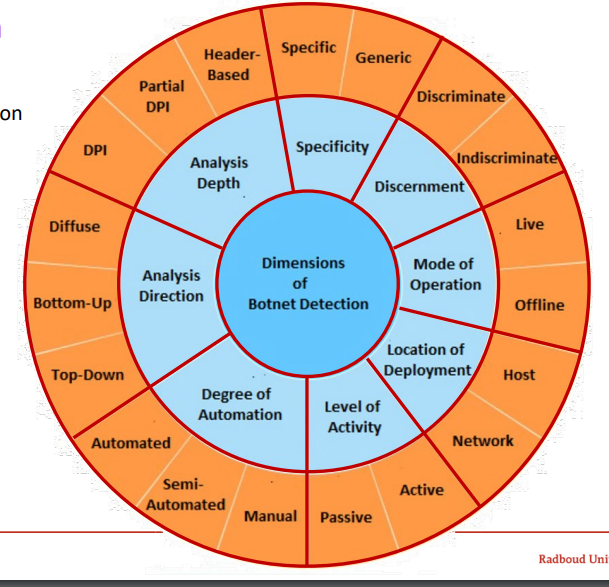 on
Specific
Generic
Header-
Based
Partial
DPI
DPI
Discriminate
Indiscriminate
Live
Offline
Host
Network
Active
Passive
Manual
Semi-
Automated
Automated
Top-Down
Bottom-Up
Diffuse
Specificity
Discernment
Mode of
Operation
Location of
Deployment
Level of
Activity
Degree of
Automation
Analysis
Direction
Analysis
Depth
Dimensions
of
Botnet Detection
Radboud Uni